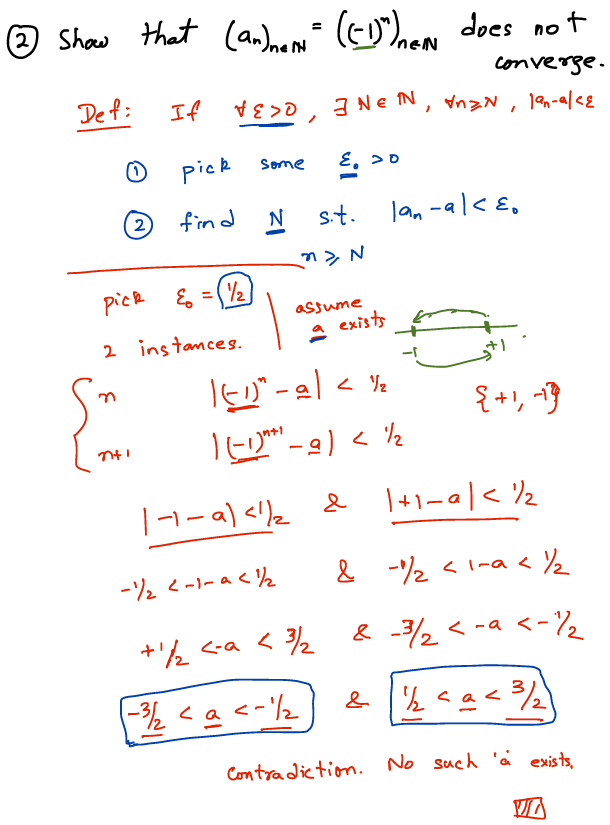 ② Show that (aₙ)ₙ∈ℕ = ((-1)ⁿ)ₙ∈ℕ does not
converge.
Def: If ∀ε>0, ∃ N∈ℕ, ∀n≥N, |aₙ-a|<ε
① pick some ε₀ >0
② find N s.t. |aₙ-a|<ε₀
n ≥ N
pick ε₀ = 1/2
assume
a exists
2 instances.
-1 +1
n |(-1)ⁿ - a| < 1/2
{+1, -1}
n+1 |(-1)ⁿ⁺¹ - a| < 1/2
|-1-a|<1/2 & |+1-a|<1/2
-1/2 < -1-a < 1/2 & -1/2 < 1-a < 1/2
+1/2 < -a < 3/2 & -3/2 < -a < -1/2
-3/2 < a < -1/2 & 1/2 < a < 3/2
Contradiction. No such 'a' exists.